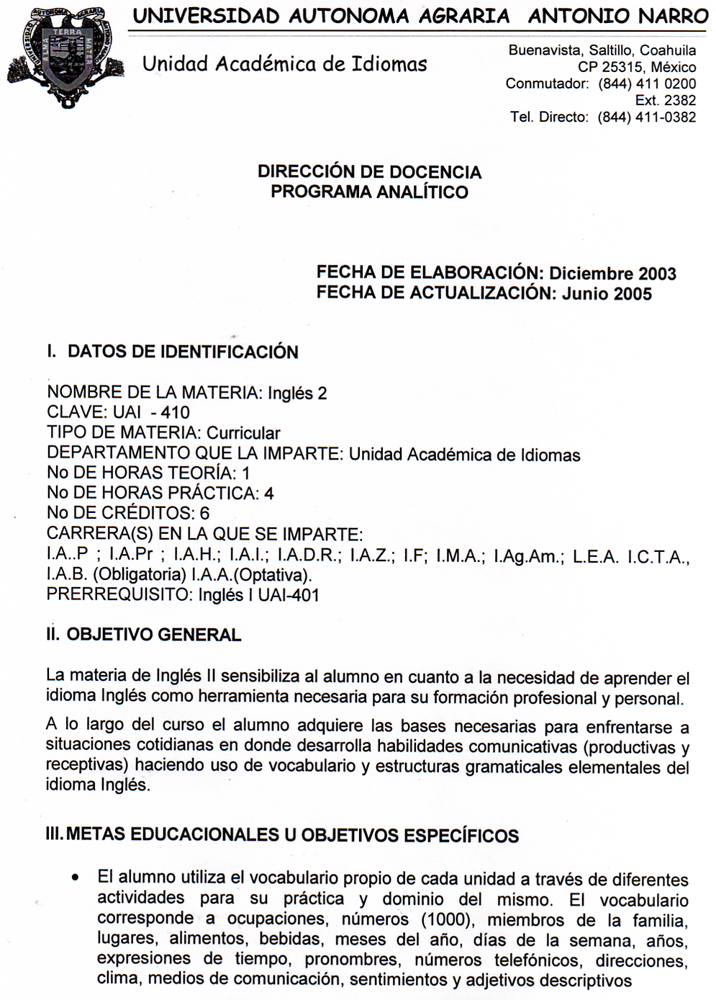 UNIVERSIDAD AUTONOMA AGRARIA ANTONIO NARRO
UNIVERSIDAD AUTONOMA AGRARIA ANTONIO NARRO
ALMA TERRA MATER
Unidad Académica de Idiomas
Buenavista, Saltillo, Coahuila
CP 25315, México
Conmutador: (844) 411 0200
Ext. 2382
Tel. Directo: (844) 411-0382
DIRECCIÓN DE DOCENCIA
PROGRAMA ANALÍTICO
FECHA DE ELABORACIÓN: Diciembre 2003
FECHA DE ACTUALIZACIÓN: Junio 2005
I. DATOS DE IDENTIFICACIÓN
NOMBRE DE LA MATERIA: Inglés 2
CLAVE: UAI - 410
TIPO DE MATERIA: Curricular
DEPARTAMENTO QUE LA IMPARTE: Unidad Académica de Idiomas
No DE HORAS TEORÍA: 1
No DE HORAS PRÁCTICA: 4
No DE CRÉDITOS: 6
CARRERA(S) EN LA QUE SE IMPARTE:
I.A..P ; I.A.Pr ; I.A.H.; I.A.I.; I.A.D.R.; I.A.Z.; I.F; I.M.A.; I.Ag.Am.; L.E.A. I.C.T.A.,
I.A.B. (Obligatoria) I.A.A.(Optativa).
PRERREQUISITO: Inglés I UAI-401
II. OBJETIVO GENERAL
La materia de Inglés II sensibiliza al alumno en cuanto a la necesidad de aprender el
idioma Inglés como herramienta necesaria para su formación profesional y personal.
A lo largo del curso el alumno adquiere las bases necesarias para enfrentarse a
situaciones cotidianas en donde desarrolla habilidades comunicativas (productivas y
receptivas) haciendo uso de vocabulario y estructuras gramaticales elementales del
idioma Inglés.
III. METAS EDUCACIONALES U OBJETIVOS ESPECÍFICOS
• El alumno utiliza el vocabulario propio de cada unidad a través de diferentes
actividades para su práctica y dominio del mismo. El vocabulario
corresponde a ocupaciones, números (1000), miembros de la familia,
lugares, alimentos, bebidas, meses del año, días de la semana, años,
expresiones de tiempo, pronombres, números telefónicos, direcciones,
clima, medios de comunicación, sentimientos y adjetivos descriptivos